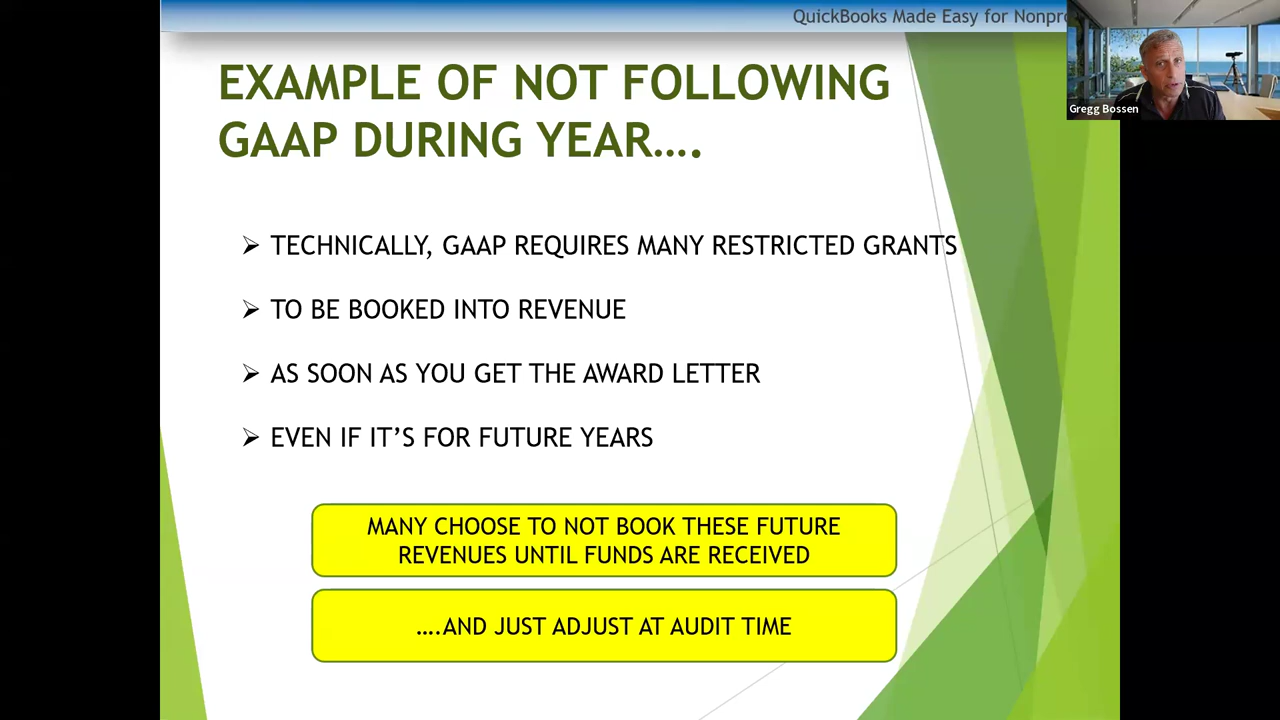 QuickBooks Made Easy for Nonpro
Gregg Bossen
EXAMPLE OF NOT FOLLOWING
GAAP DURING YEAR….
➢ TECHNICALLY, GAAP REQUIRES MANY RESTRICTED GRANTS
➢ TO BE BOOKED INTO REVENUE
➢ AS SOON AS YOU GET THE AWARD LETTER
➢ EVEN IF IT’S FOR FUTURE YEARS
MANY CHOOSE TO NOT BOOK THESE FUTURE
REVENUES UNTIL FUNDS ARE RECEIVED
….AND JUST ADJUST AT AUDIT TIME